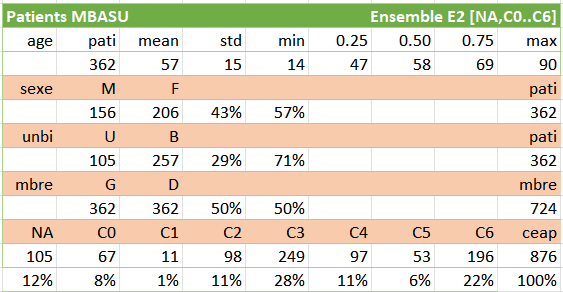 Patients MBASU Ensemble E2 [NA,C0..C6]
age pati mean std min 0.25 0.50 0.75 max
362 57 15 14 47 58 69 90
sexe M F pati
156 206 43% 57% 362
unbi U B pati
105 257 29% 71% 362
mbre G D mbre
362 362 50% 50% 724
NA C0 C1 C2 C3 C4 C5 C6 ceap
105 67 11 98 249 97 53 196 876
12% 8% 1% 11% 28% 11% 6% 22% 100%